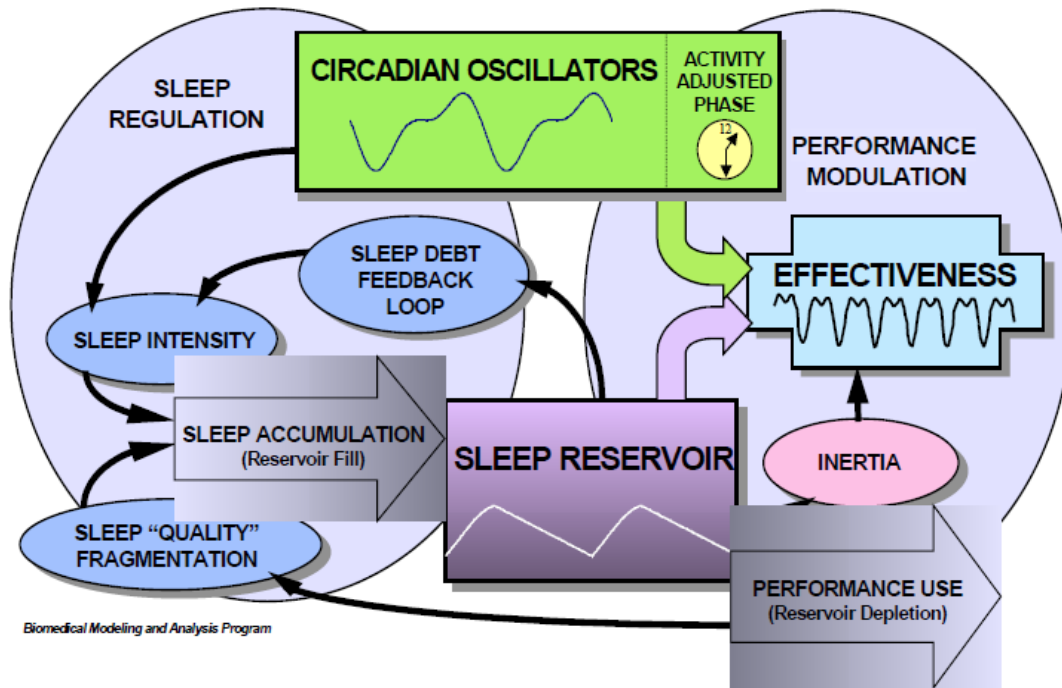 CIRCADIAN OSCILLATORS
ACTIVITY
ADJUSTED
PHASE
12
SLEEP
REGULATION
PERFORMANCE
MODULATION
SLEEP DEBT
FEEDBACK
LOOP
EFFECTIVENESS
SLEEP INTENSITY
SLEEP ACCUMULATION
(Reservoir Fill)
SLEEP RESERVOIR
INERTIA
SLEEP “QUALITY”
FRAGMENTATION
PERFORMANCE USE
(Reservoir Depletion)
Biomedical Modeling and Analysis Program